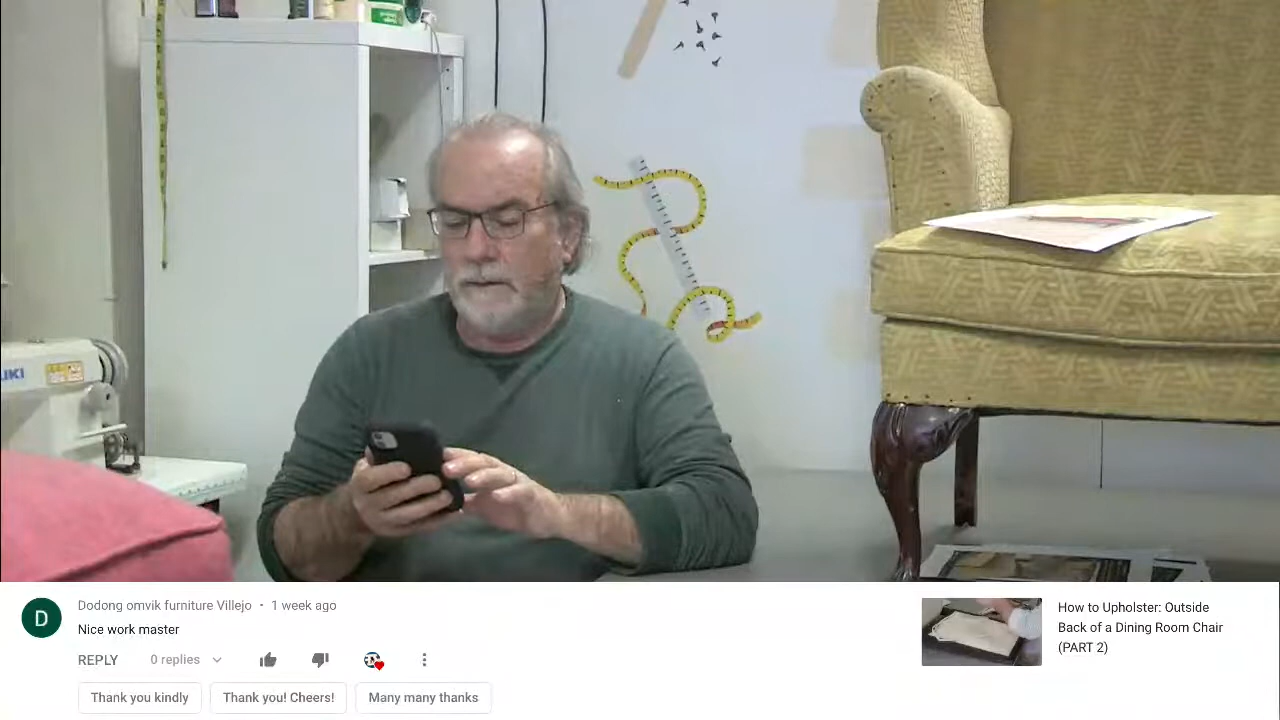 UKI
Dodong omvik furniture Villejo • 1 week ago
Nice work master
REPLY 0 replies
Thank you kindly
Thank you! Cheers!
Many many thanks
How to Upholster: Outside
Back of a Dining Room Chair
(PART 2)
D